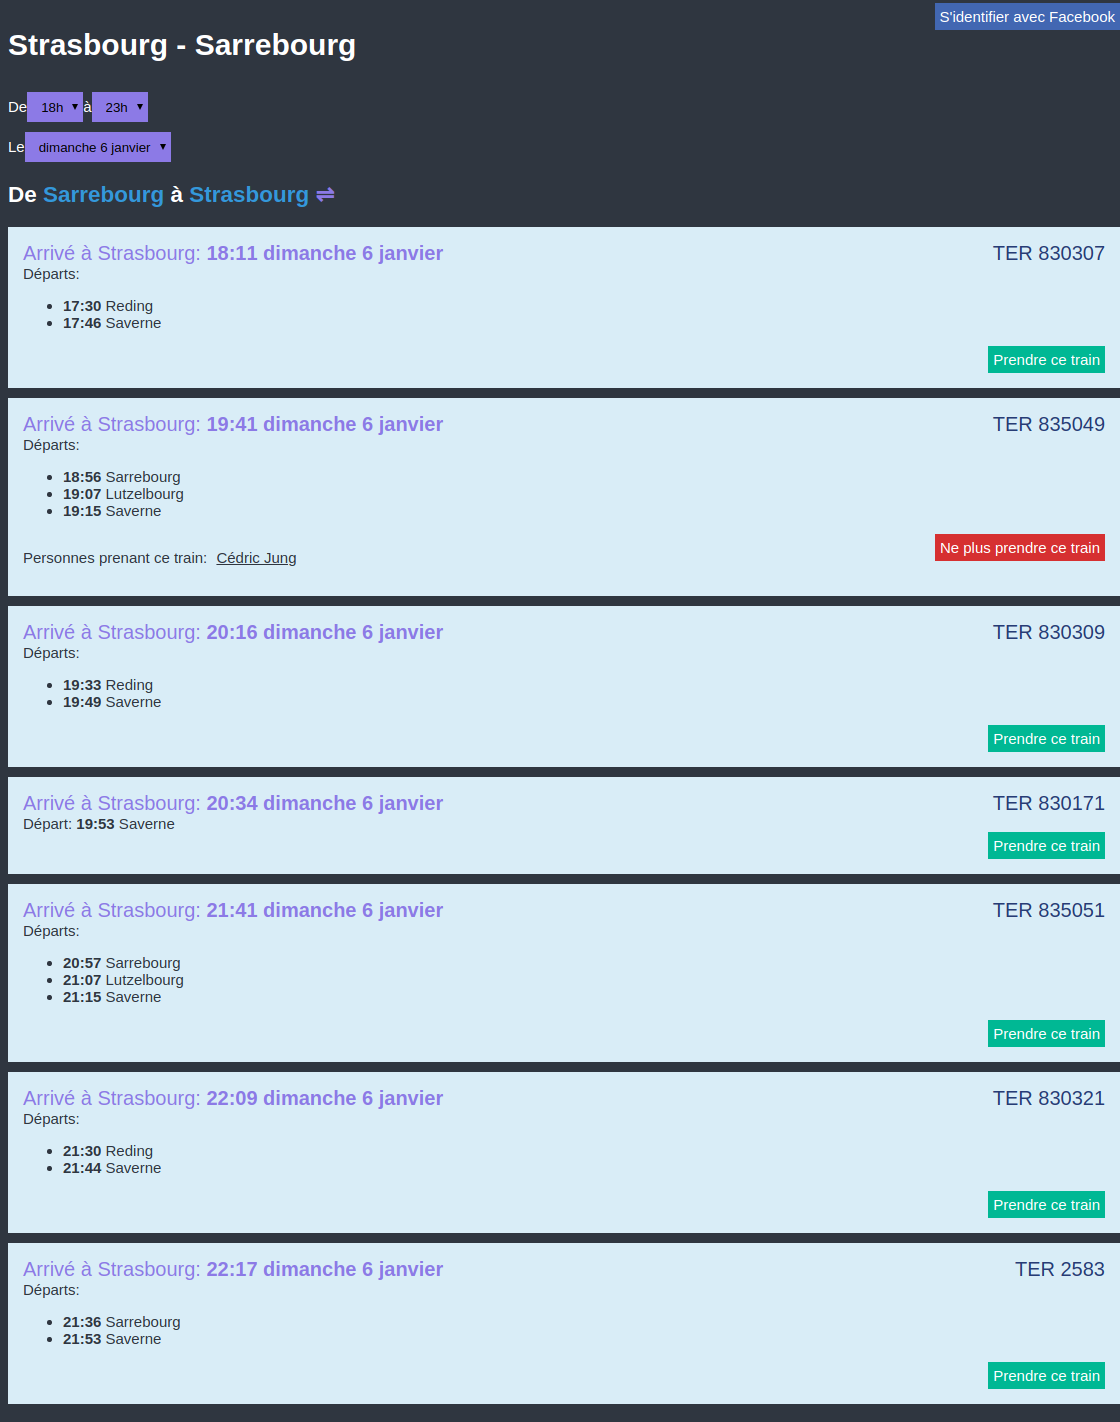 S'identifier avec Facebook
Strasbourg - Sarrebourg
De 18h à 23h
Le dimanche 6 janvier
De Sarrebourg à Strasbourg ⇌
Arrivé à Strasbourg: 18:11 dimanche 6 janvier TER 830307
Départs:
17:30 Reding
17:46 Saverne
Prendre ce train
Arrivé à Strasbourg: 19:41 dimanche 6 janvier TER 835049
Départs:
18:56 Sarrebourg
19:07 Lutzelbourg
19:15 Saverne
Ne plus prendre ce train
Personnes prenant ce train: Cédric Jung
Arrivé à Strasbourg: 20:16 dimanche 6 janvier TER 830309
Départs:
19:33 Reding
19:49 Saverne
Prendre ce train
Arrivé à Strasbourg: 20:34 dimanche 6 janvier TER 830171
Départ: 19:53 Saverne
Prendre ce train
Arrivé à Strasbourg: 21:41 dimanche 6 janvier TER 835051
Départs:
20:57 Sarrebourg
21:07 Lutzelbourg
21:15 Saverne
Prendre ce train
Arrivé à Strasbourg: 22:09 dimanche 6 janvier TER 830321
Départs:
21:30 Reding
21:44 Saverne
Prendre ce train
Arrivé à Strasbourg: 22:17 dimanche 6 janvier TER 2583
Départs:
21:36 Sarrebourg
21:53 Saverne
Prendre ce train